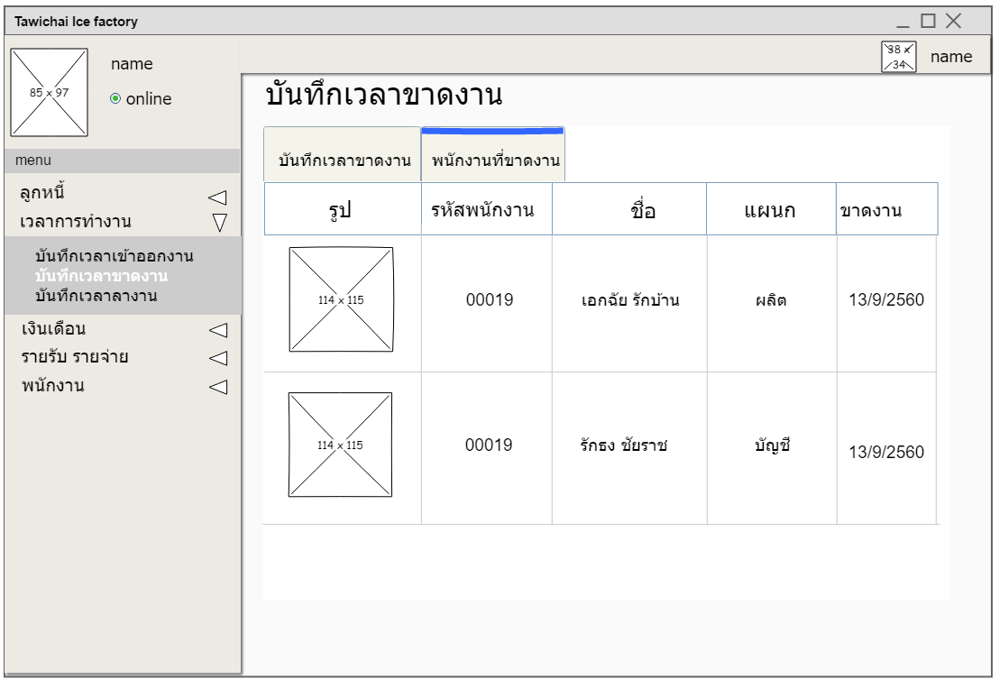 Tawichai Ice factory
38 x 34
name
85 x 97
name
online
menu
ลูกหนี้
เวลาการทำงาน
บันทึกเวลาเข้าออกงาน
บันทึกเวลาขาดงาน
บันทึกเวลาลางาน
เงินเดือน
รายรับ รายจ่าย
พนักงาน
บันทึกเวลาขาดงาน
บันทึกเวลาขาดงาน พนักงานที่ขาดงาน
รูป รหัสพนักงาน ชื่อ แผนก ขาดงาน
114 x 115 00019 เอกฉัย รักบ้าน ผลิต 13/9/2560
114 x 115 00019 รักธง ชัยราช บัญชี 13/9/2560